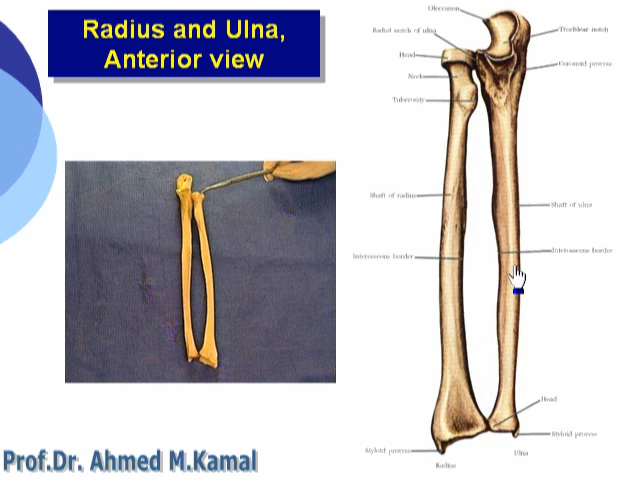 Radius and Ulna,
Anterior view
Olecranon
Radial notch of ulna
Trochlear notch
Head
Coronoid process
Neck
Tuberosity
Shaft of radius
Shaft of ulna
Interosseous border
Interosseous border
Head
Styloid process
Styloid process
Radius
Ulna
Prof.Dr. Ahmed M.Kamal